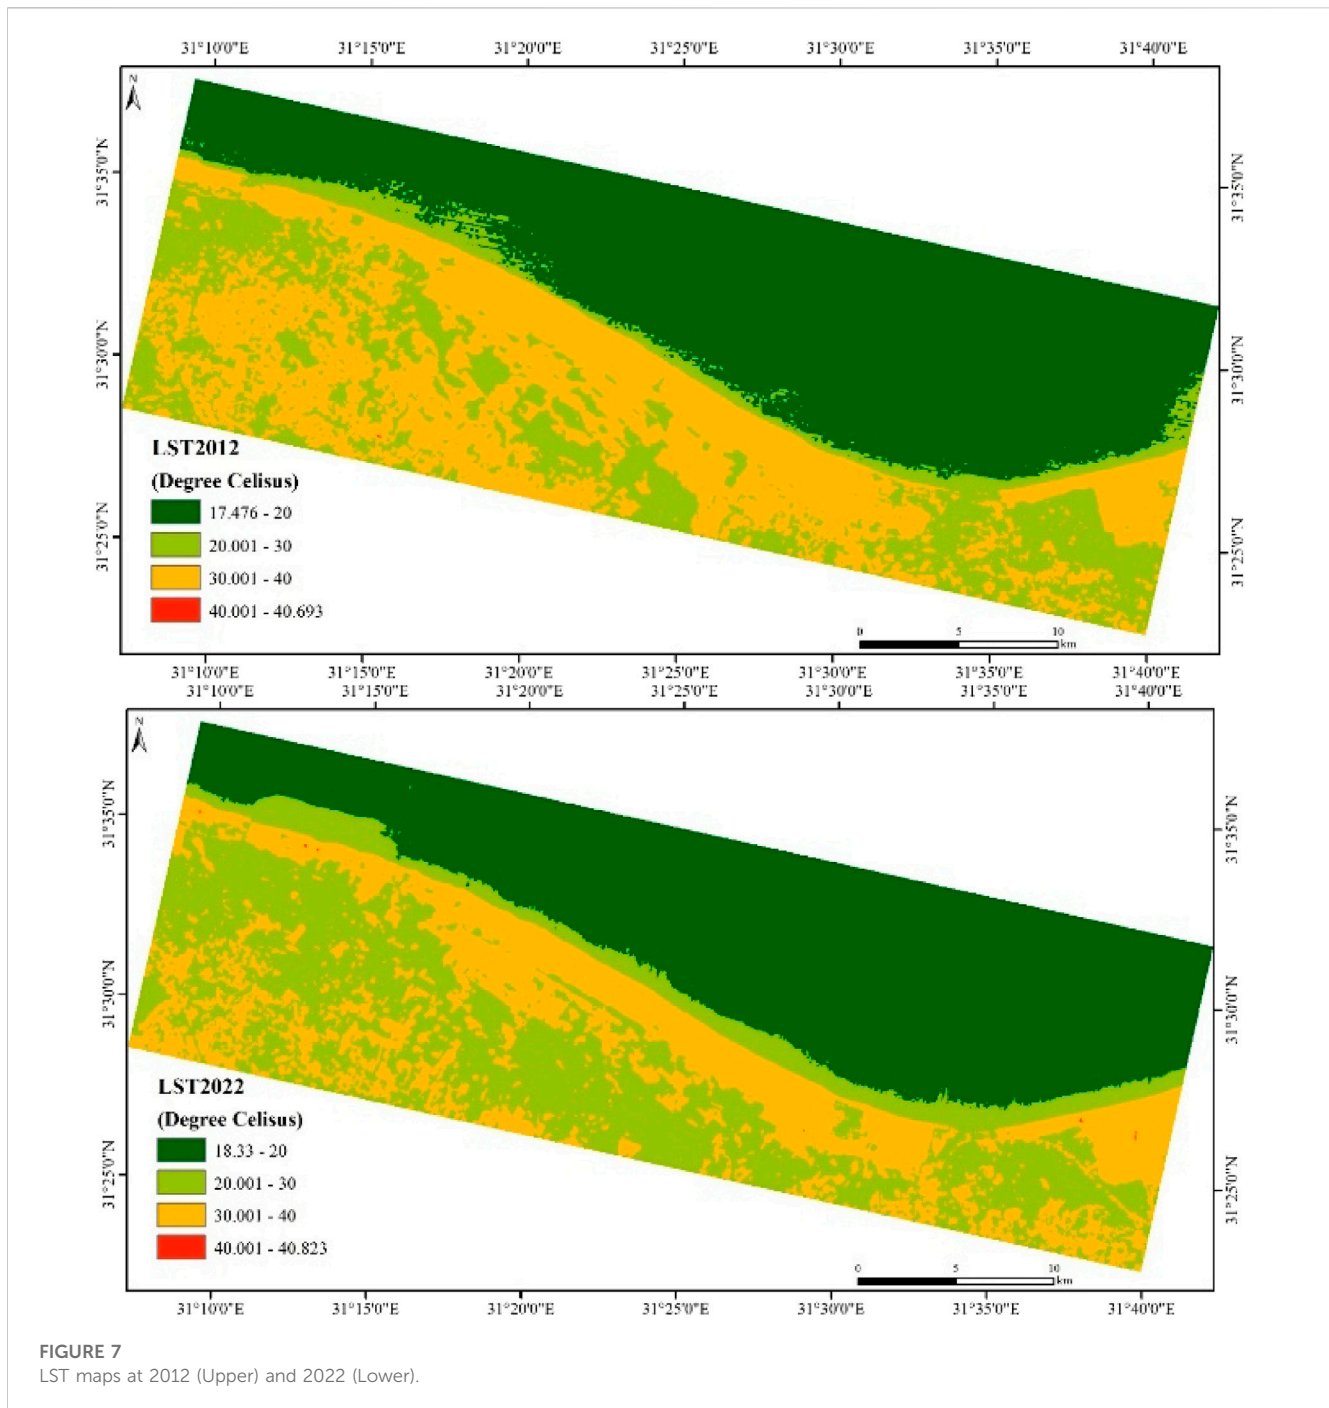 31°10'0"E 31°15'0"E 31°20'0"E 31°25'0"E 31°30'0"E 31°35'0"E 31°40'0"E
N
31°35'0"N
31°35'0"N
31°30'0"N
31°30'0"N
31°25'0"N
31°25'0"N
LST2012
(Degree Celisus)
17.476 - 20
20.001 - 30
30.001 - 40
40.001 - 40.693
0 5 10
km
31°10'0"E 31°15'0"E 31°20'0"E 31°25'0"E 31°30'0"E 31°35'0"E 31°40'0"E
31°10'0"E 31°15'0"E 31°20'0"E 31°25'0"E 31°30'0"E 31°35'0"E 31°40'0"E
N
31°35'0"N
31°35'0"N
31°30'0"N
31°30'0"N
31°25'0"N
31°25'0"N
LST2022
(Degree Celisus)
18.33 - 20
20.001 - 30
30.001 - 40
40.001 - 40.823
0 5 10
km
31°10'0"E 31°15'0"E 31°20'0"E 31°25'0"E 31°30'0"E 31°35'0"E 31°40'0"E
FIGURE 7
LST maps at 2012 (Upper) and 2022 (Lower).